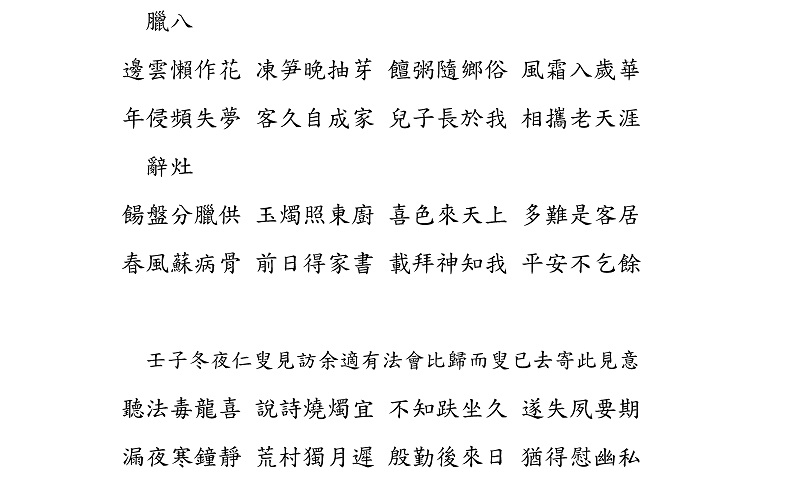 臘八
邊雲懶作花 凍笋晚抽芽 饘粥隨鄉俗 風霜入歲華
年侵頻失夢 客久自成家 兒子長於我 相攜老天涯
辭灶
餳盤分臘供 玉燭照東廚 喜色來天上 多難是客居
春風蘇病骨 前日得家書 載拜神知我 平安不乞餘
壬子冬夜仁叟見訪余適有法會比歸而叟已去寄此見意
聽法毒龍喜 說詩燒燭宜 不知趺坐久 遂失夙要期
漏夜寒鐘靜 荒村獨月遲 殷勤後來日 猶得慰幽私